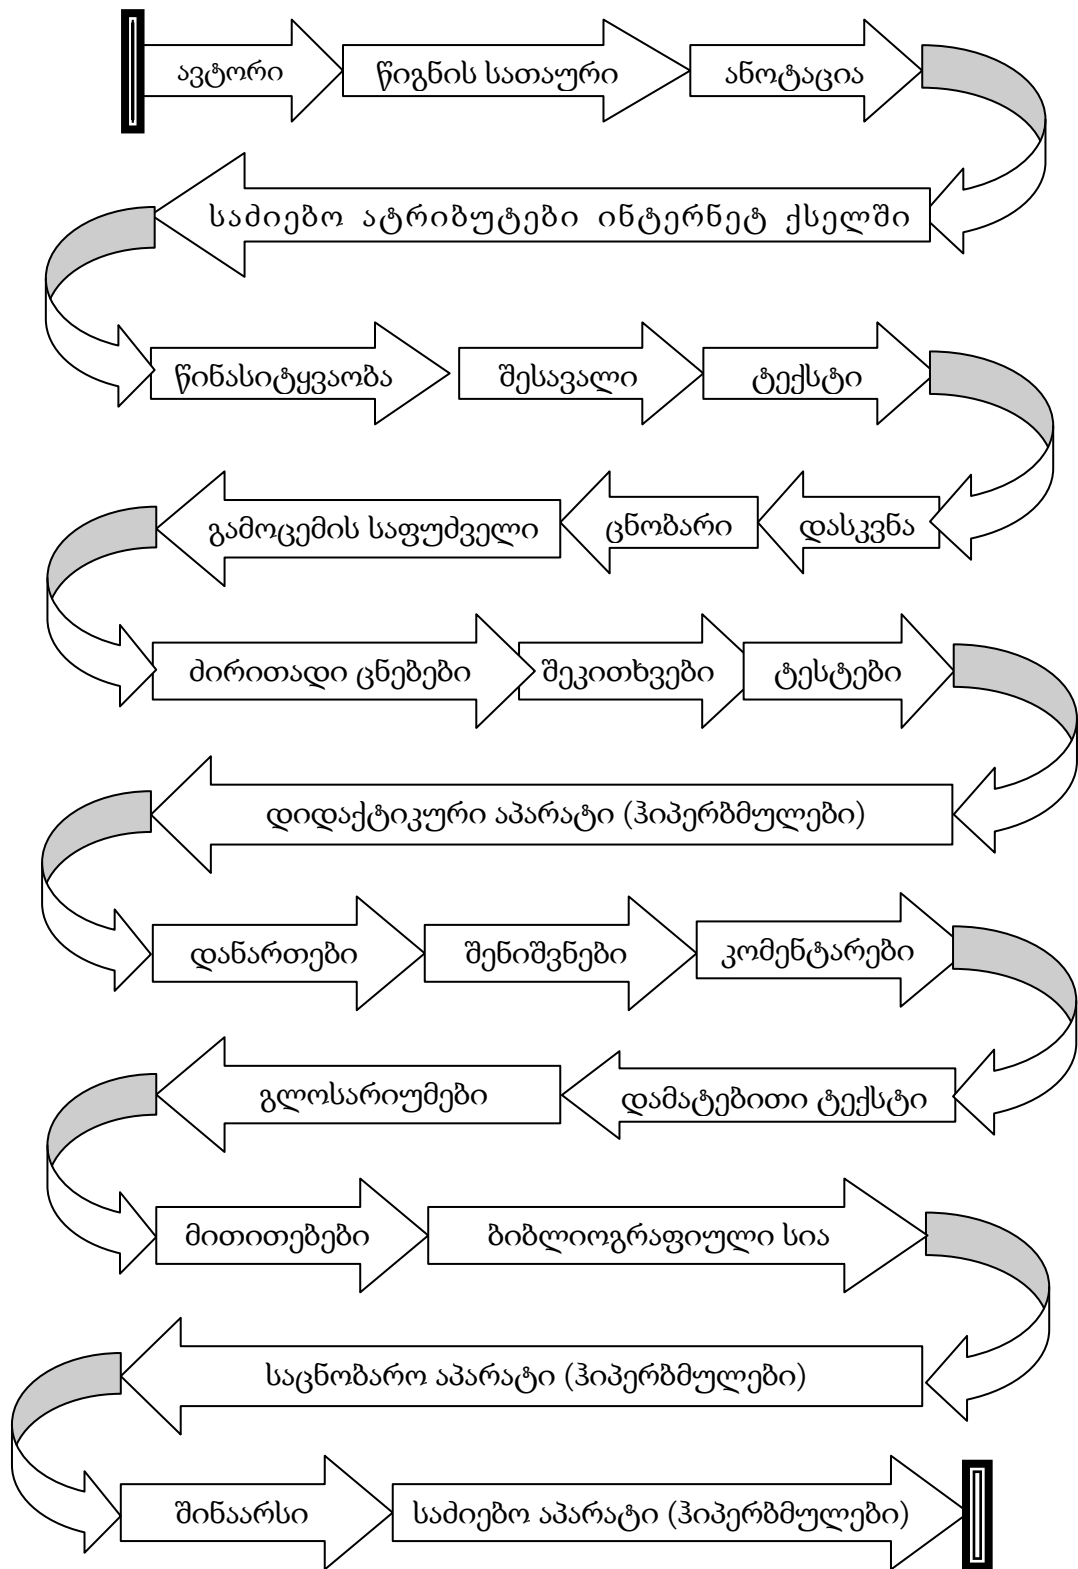 ავტორი
წიგნის სათაური
ანოტაცია
საძიებო ატრიბუტები ინტერნეტ ქსელში
წინასიტყვაობა
შესავალი
ტექსტი
დასკვნა
ცნობარი
გამოცემის საფუძველი
ძირითადი ცნებები
შეკითხვები
ტესტები
დიდაქტიკური აპარატი (ჰიპერბმულები)
დანართები
შენიშვნები
კომენტარები
დამატებითი ტექსტი
გლოსარიუმები
მითითებები
ბიბლიოგრაფიული სია
საცნობარო აპარატი (ჰიპერბმულები)
შინაარსი
საძიებო აპარატი (ჰიპერბმულები)